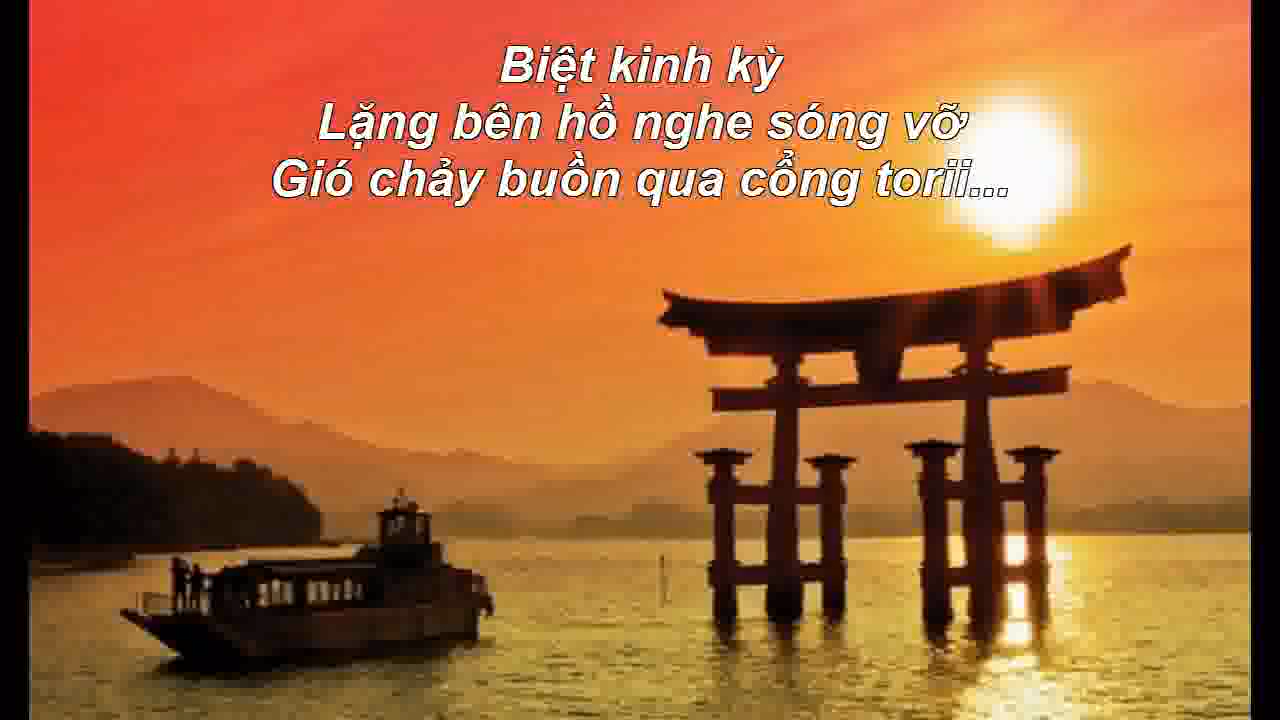 Biệt kinh kỳ
Lặng bên hồ nghe sóng vỡ
Gió chảy buồn qua cổng torii...